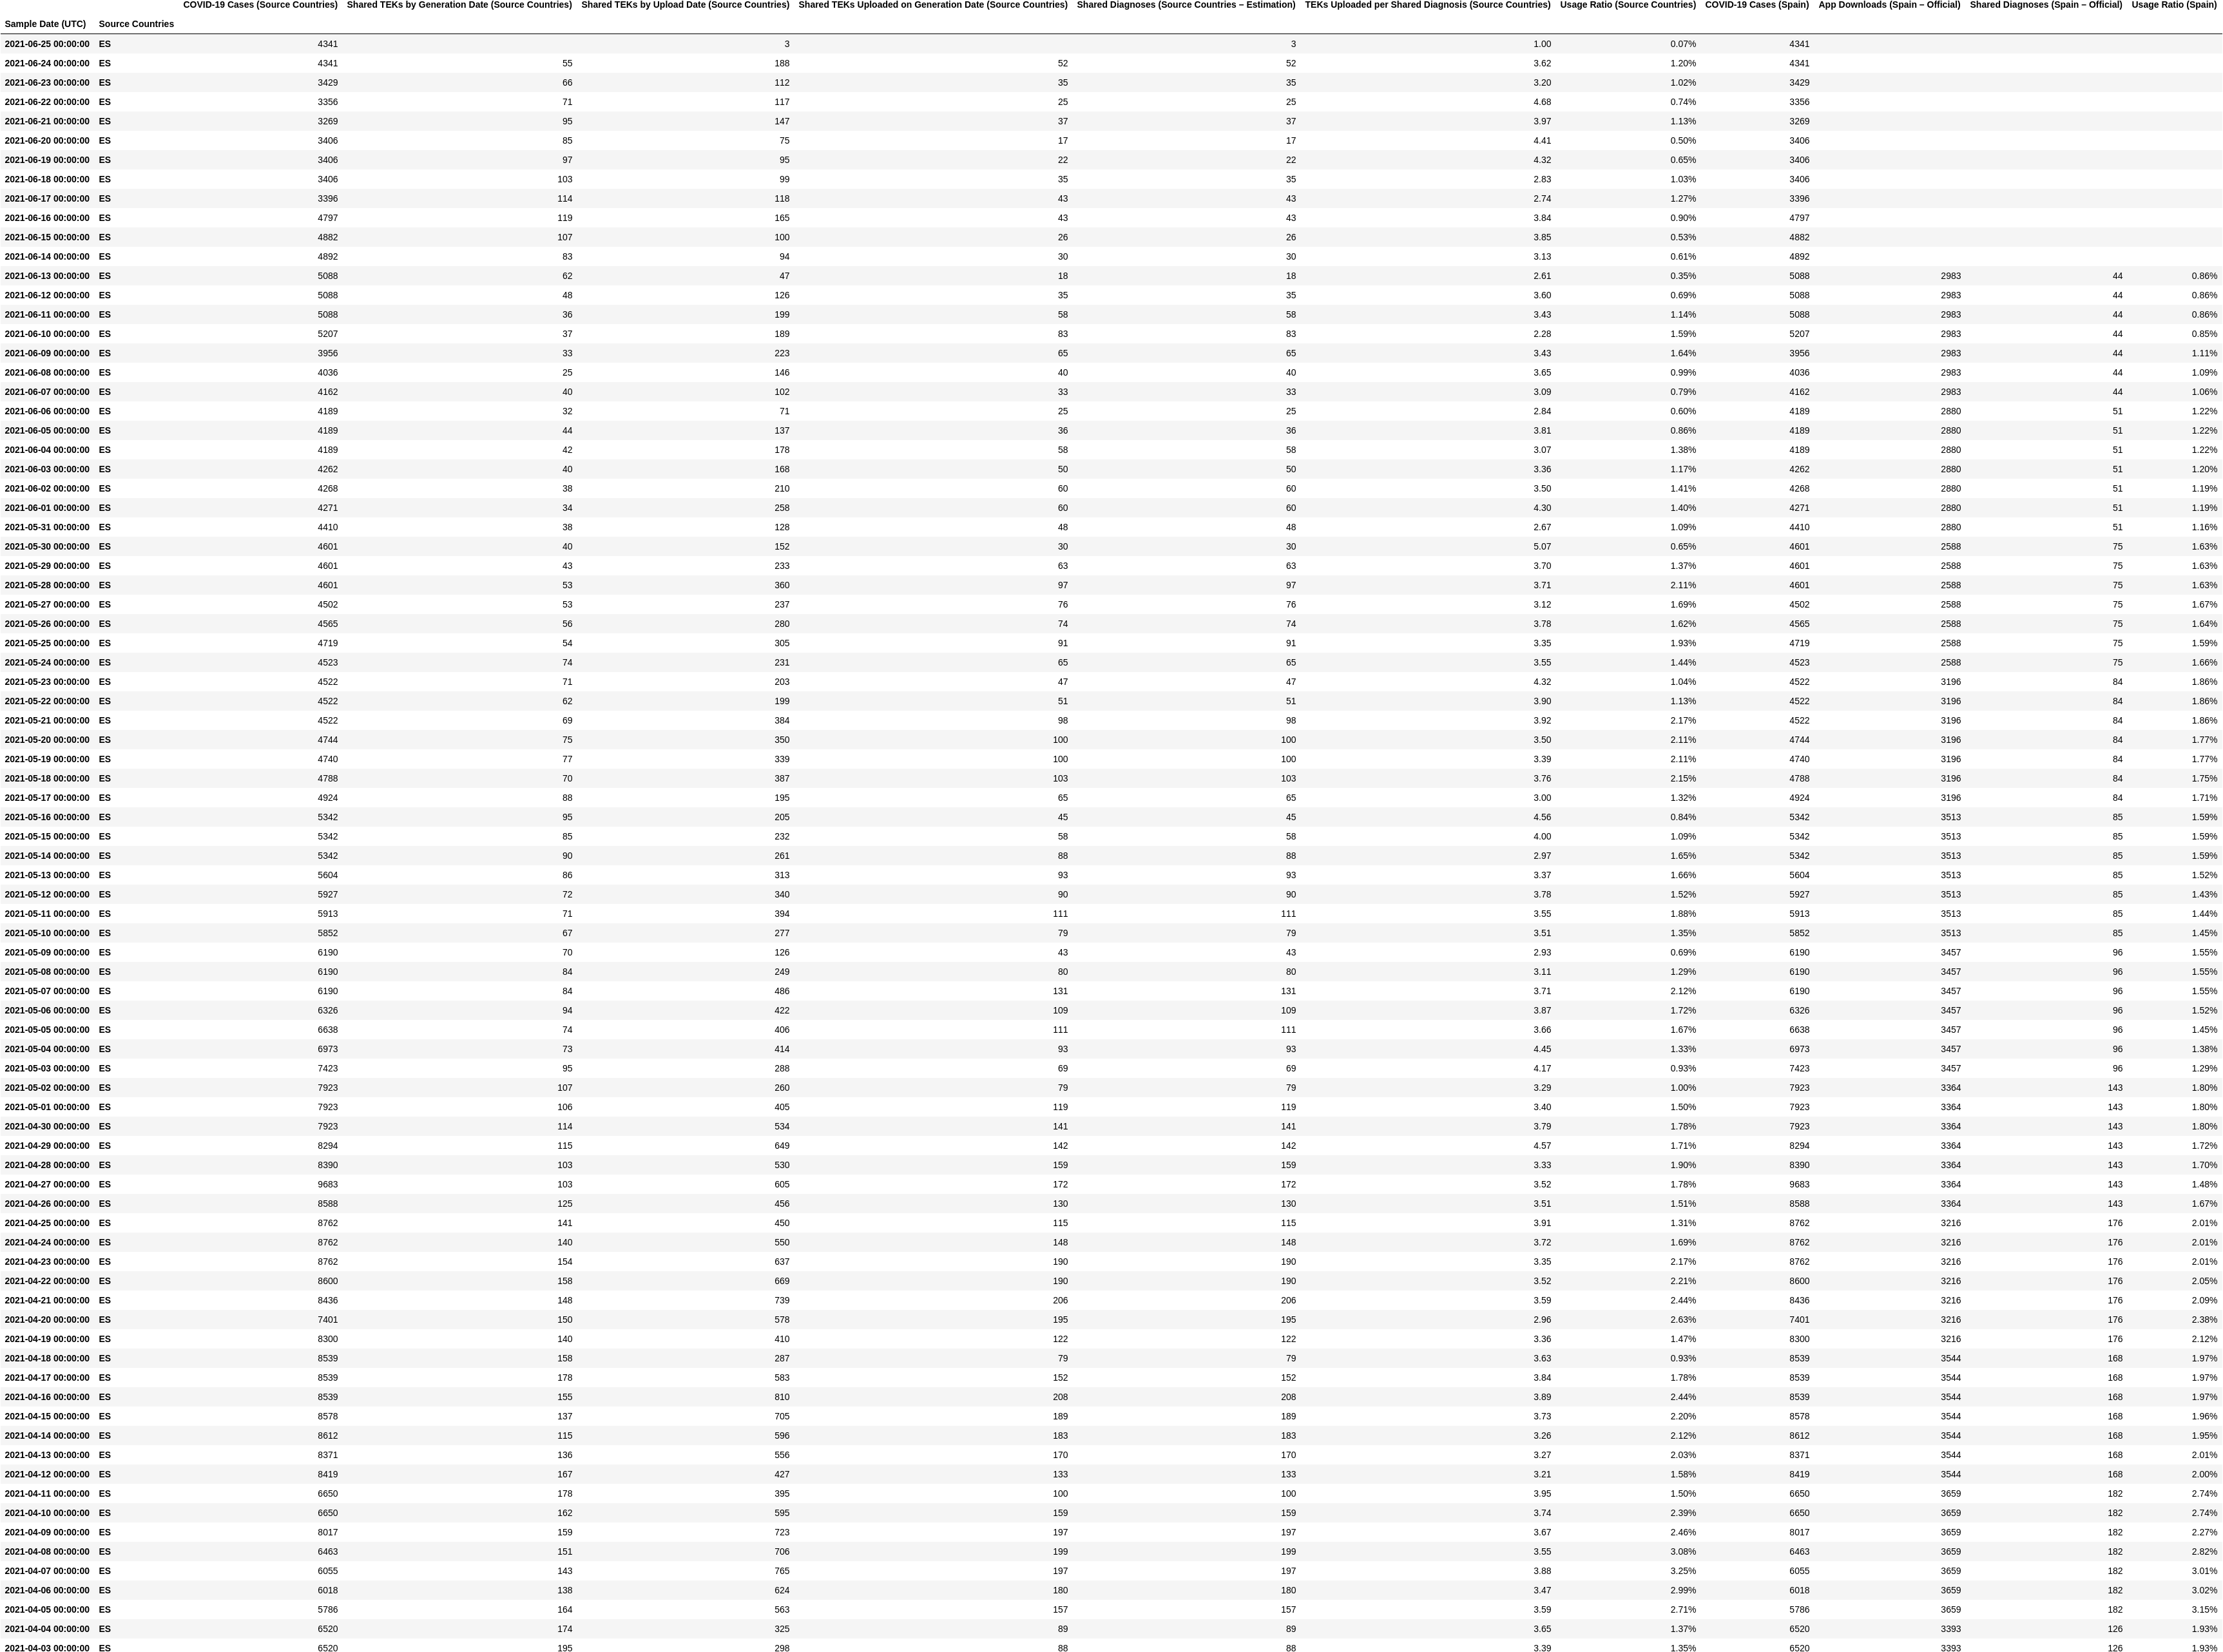 COVID-19 Cases (Source Countries) Shared TEKs by Generation Date (Source Countries) Shared TEKs by Upload Date (Source Countries) Shared TEKs Uploaded on Generation Date (Source Countries) Shared Diagnoses (Source Countries – Estimation) TEKs Uploaded per Shared Diagnosis (Source Countries) Usage Ratio (Source Countries) COVID-19 Cases (Spain) App Downloads (Spain – Official) Shared Diagnoses (Spain – Official) Usage Ratio (Spain)
Sample Date (UTC) Source Countries
2021-06-25 00:00:00 ES 4341 3 3 1.00 0.07% 4341
2021-06-24 00:00:00 ES 4341 55 188 52 52 3.62 1.20% 4341
2021-06-23 00:00:00 ES 3429 66 112 35 35 3.20 1.02% 3429
2021-06-22 00:00:00 ES 3356 71 117 25 25 4.68 0.74% 3356
2021-06-21 00:00:00 ES 3269 95 147 37 37 3.97 1.13% 3269
2021-06-20 00:00:00 ES 3406 85 75 17 17 4.41 0.50% 3406
2021-06-19 00:00:00 ES 3406 97 95 22 22 4.32 0.65% 3406
2021-06-18 00:00:00 ES 3406 103 99 35 35 2.83 1.03% 3406
2021-06-17 00:00:00 ES 3396 114 118 43 43 2.74 1.27% 3396
2021-06-16 00:00:00 ES 4797 119 165 43 43 3.84 0.90% 4797
2021-06-15 00:00:00 ES 4882 107 100 26 26 3.85 0.53% 4882
2021-06-14 00:00:00 ES 4892 83 94 30 30 3.13 0.61% 4892
2021-06-13 00:00:00 ES 5088 62 47 18 18 2.61 0.35% 5088 2983 44 0.86%
2021-06-12 00:00:00 ES 5088 48 126 35 35 3.60 0.69% 5088 2983 44 0.86%
2021-06-11 00:00:00 ES 5088 36 199 58 58 3.43 1.14% 5088 2983 44 0.86%
2021-06-10 00:00:00 ES 5207 37 189 83 83 2.28 1.59% 5207 2983 44 0.85%
2021-06-09 00:00:00 ES 3956 33 223 65 65 3.43 1.64% 3956 2983 44 1.11%
2021-06-08 00:00:00 ES 4036 25 146 40 40 3.65 0.99% 4036 2983 44 1.09%
2021-06-07 00:00:00 ES 4162 40 102 33 33 3.09 0.79% 4162 2983 44 1.06%
2021-06-06 00:00:00 ES 4189 32 71 25 25 2.84 0.60% 4189 2880 51 1.22%
2021-06-05 00:00:00 ES 4189 44 137 36 36 3.81 0.86% 4189 2880 51 1.22%
2021-06-04 00:00:00 ES 4189 42 178 58 58 3.07 1.38% 4189 2880 51 1.22%
2021-06-03 00:00:00 ES 4262 40 168 50 50 3.36 1.17% 4262 2880 51 1.20%
2021-06-02 00:00:00 ES 4268 38 210 60 60 3.50 1.41% 4268 2880 51 1.19%
2021-06-01 00:00:00 ES 4271 34 258 60 60 4.30 1.40% 4271 2880 51 1.19%
2021-05-31 00:00:00 ES 4410 38 128 48 48 2.67 1.09% 4410 2880 51 1.16%
2021-05-30 00:00:00 ES 4601 40 152 30 30 5.07 0.65% 4601 2588 75 1.63%
2021-05-29 00:00:00 ES 4601 43 233 63 63 3.70 1.37% 4601 2588 75 1.63%
2021-05-28 00:00:00 ES 4601 53 360 97 97 3.71 2.11% 4601 2588 75 1.63%
2021-05-27 00:00:00 ES 4502 53 237 76 76 3.12 1.69% 4502 2588 75 1.67%
2021-05-26 00:00:00 ES 4565 56 280 74 74 3.78 1.62% 4565 2588 75 1.64%
2021-05-25 00:00:00 ES 4719 54 305 91 91 3.35 1.93% 4719 2588 75 1.59%
2021-05-24 00:00:00 ES 4523 74 231 65 65 3.55 1.44% 4523 2588 75 1.66%
2021-05-23 00:00:00 ES 4522 71 203 47 47 4.32 1.04% 4522 3196 84 1.86%
2021-05-22 00:00:00 ES 4522 62 199 51 51 3.90 1.13% 4522 3196 84 1.86%
2021-05-21 00:00:00 ES 4522 69 384 98 98 3.92 2.17% 4522 3196 84 1.86%
2021-05-20 00:00:00 ES 4744 75 350 100 100 3.50 2.11% 4744 3196 84 1.77%
2021-05-19 00:00:00 ES 4740 77 339 100 100 3.39 2.11% 4740 3196 84 1.77%
2021-05-18 00:00:00 ES 4788 70 387 103 103 3.76 2.15% 4788 3196 84 1.75%
2021-05-17 00:00:00 ES 4924 88 195 65 65 3.00 1.32% 4924 3196 84 1.71%
2021-05-16 00:00:00 ES 5342 95 205 45 45 4.56 0.84% 5342 3513 85 1.59%
2021-05-15 00:00:00 ES 5342 85 232 58 58 4.00 1.09% 5342 3513 85 1.59%
2021-05-14 00:00:00 ES 5342 90 261 88 88 2.97 1.65% 5342 3513 85 1.59%
2021-05-13 00:00:00 ES 5604 86 313 93 93 3.37 1.66% 5604 3513 85 1.52%
2021-05-12 00:00:00 ES 5927 72 340 90 90 3.78 1.52% 5927 3513 85 1.43%
2021-05-11 00:00:00 ES 5913 71 394 111 111 3.55 1.88% 5913 3513 85 1.44%
2021-05-10 00:00:00 ES 5852 67 277 79 79 3.51 1.35% 5852 3513 85 1.45%
2021-05-09 00:00:00 ES 6190 70 126 43 43 2.93 0.69% 6190 3457 96 1.55%
2021-05-08 00:00:00 ES 6190 84 249 80 80 3.11 1.29% 6190 3457 96 1.55%
2021-05-07 00:00:00 ES 6190 84 486 131 131 3.71 2.12% 6190 3457 96 1.55%
2021-05-06 00:00:00 ES 6326 94 422 109 109 3.87 1.72% 6326 3457 96 1.52%
2021-05-05 00:00:00 ES 6638 74 406 111 111 3.66 1.67% 6638 3457 96 1.45%
2021-05-04 00:00:00 ES 6973 73 414 93 93 4.45 1.33% 6973 3457 96 1.38%
2021-05-03 00:00:00 ES 7423 95 288 69 69 4.17 0.93% 7423 3457 96 1.29%
2021-05-02 00:00:00 ES 7923 107 260 79 79 3.29 1.00% 7923 3364 143 1.80%
2021-05-01 00:00:00 ES 7923 106 405 119 119 3.40 1.50% 7923 3364 143 1.80%
2021-04-30 00:00:00 ES 7923 114 534 141 141 3.79 1.78% 7923 3364 143 1.80%
2021-04-29 00:00:00 ES 8294 115 649 142 142 4.57 1.71% 8294 3364 143 1.72%
2021-04-28 00:00:00 ES 8390 103 530 159 159 3.33 1.90% 8390 3364 143 1.70%
2021-04-27 00:00:00 ES 9683 103 605 172 172 3.52 1.78% 9683 3364 143 1.48%
2021-04-26 00:00:00 ES 8588 125 456 130 130 3.51 1.51% 8588 3364 143 1.67%
2021-04-25 00:00:00 ES 8762 141 450 115 115 3.91 1.31% 8762 3216 176 2.01%
2021-04-24 00:00:00 ES 8762 140 550 148 148 3.72 1.69% 8762 3216 176 2.01%
2021-04-23 00:00:00 ES 8762 154 637 190 190 3.35 2.17% 8762 3216 176 2.01%
2021-04-22 00:00:00 ES 8600 158 669 190 190 3.52 2.21% 8600 3216 176 2.05%
2021-04-21 00:00:00 ES 8436 148 739 206 206 3.59 2.44% 8436 3216 176 2.09%
2021-04-20 00:00:00 ES 7401 150 578 195 195 2.96 2.63% 7401 3216 176 2.38%
2021-04-19 00:00:00 ES 8300 140 410 122 122 3.36 1.47% 8300 3216 176 2.12%
2021-04-18 00:00:00 ES 8539 158 287 79 79 3.63 0.93% 8539 3544 168 1.97%
2021-04-17 00:00:00 ES 8539 178 583 152 152 3.84 1.78% 8539 3544 168 1.97%
2021-04-16 00:00:00 ES 8539 155 810 208 208 3.89 2.44% 8539 3544 168 1.97%
2021-04-15 00:00:00 ES 8578 137 705 189 189 3.73 2.20% 8578 3544 168 1.96%
2021-04-14 00:00:00 ES 8612 115 596 183 183 3.26 2.12% 8612 3544 168 1.95%
2021-04-13 00:00:00 ES 8371 136 556 170 170 3.27 2.03% 8371 3544 168 2.01%
2021-04-12 00:00:00 ES 8419 167 427 133 133 3.21 1.58% 8419 3544 168 2.00%
2021-04-11 00:00:00 ES 6650 178 395 100 100 3.95 1.50% 6650 3659 182 2.74%
2021-04-10 00:00:00 ES 6650 162 595 159 159 3.74 2.39% 6650 3659 182 2.74%
2021-04-09 00:00:00 ES 8017 159 723 197 197 3.67 2.46% 8017 3659 182 2.27%
2021-04-08 00:00:00 ES 6463 151 706 199 199 3.55 3.08% 6463 3659 182 2.82%
2021-04-07 00:00:00 ES 6055 143 765 197 197 3.88 3.25% 6055 3659 182 3.01%
2021-04-06 00:00:00 ES 6018 138 624 180 180 3.47 2.99% 6018 3659 182 3.02%
2021-04-05 00:00:00 ES 5786 164 563 157 157 3.59 2.71% 5786 3659 182 3.15%
2021-04-04 00:00:00 ES 6520 174 325 89 89 3.65 1.37% 6520 3393 126 1.93%
2021-04-03 00:00:00 ES 6520 195 298 88 88 3.39 1.35% 6520 3393 126 1.93%